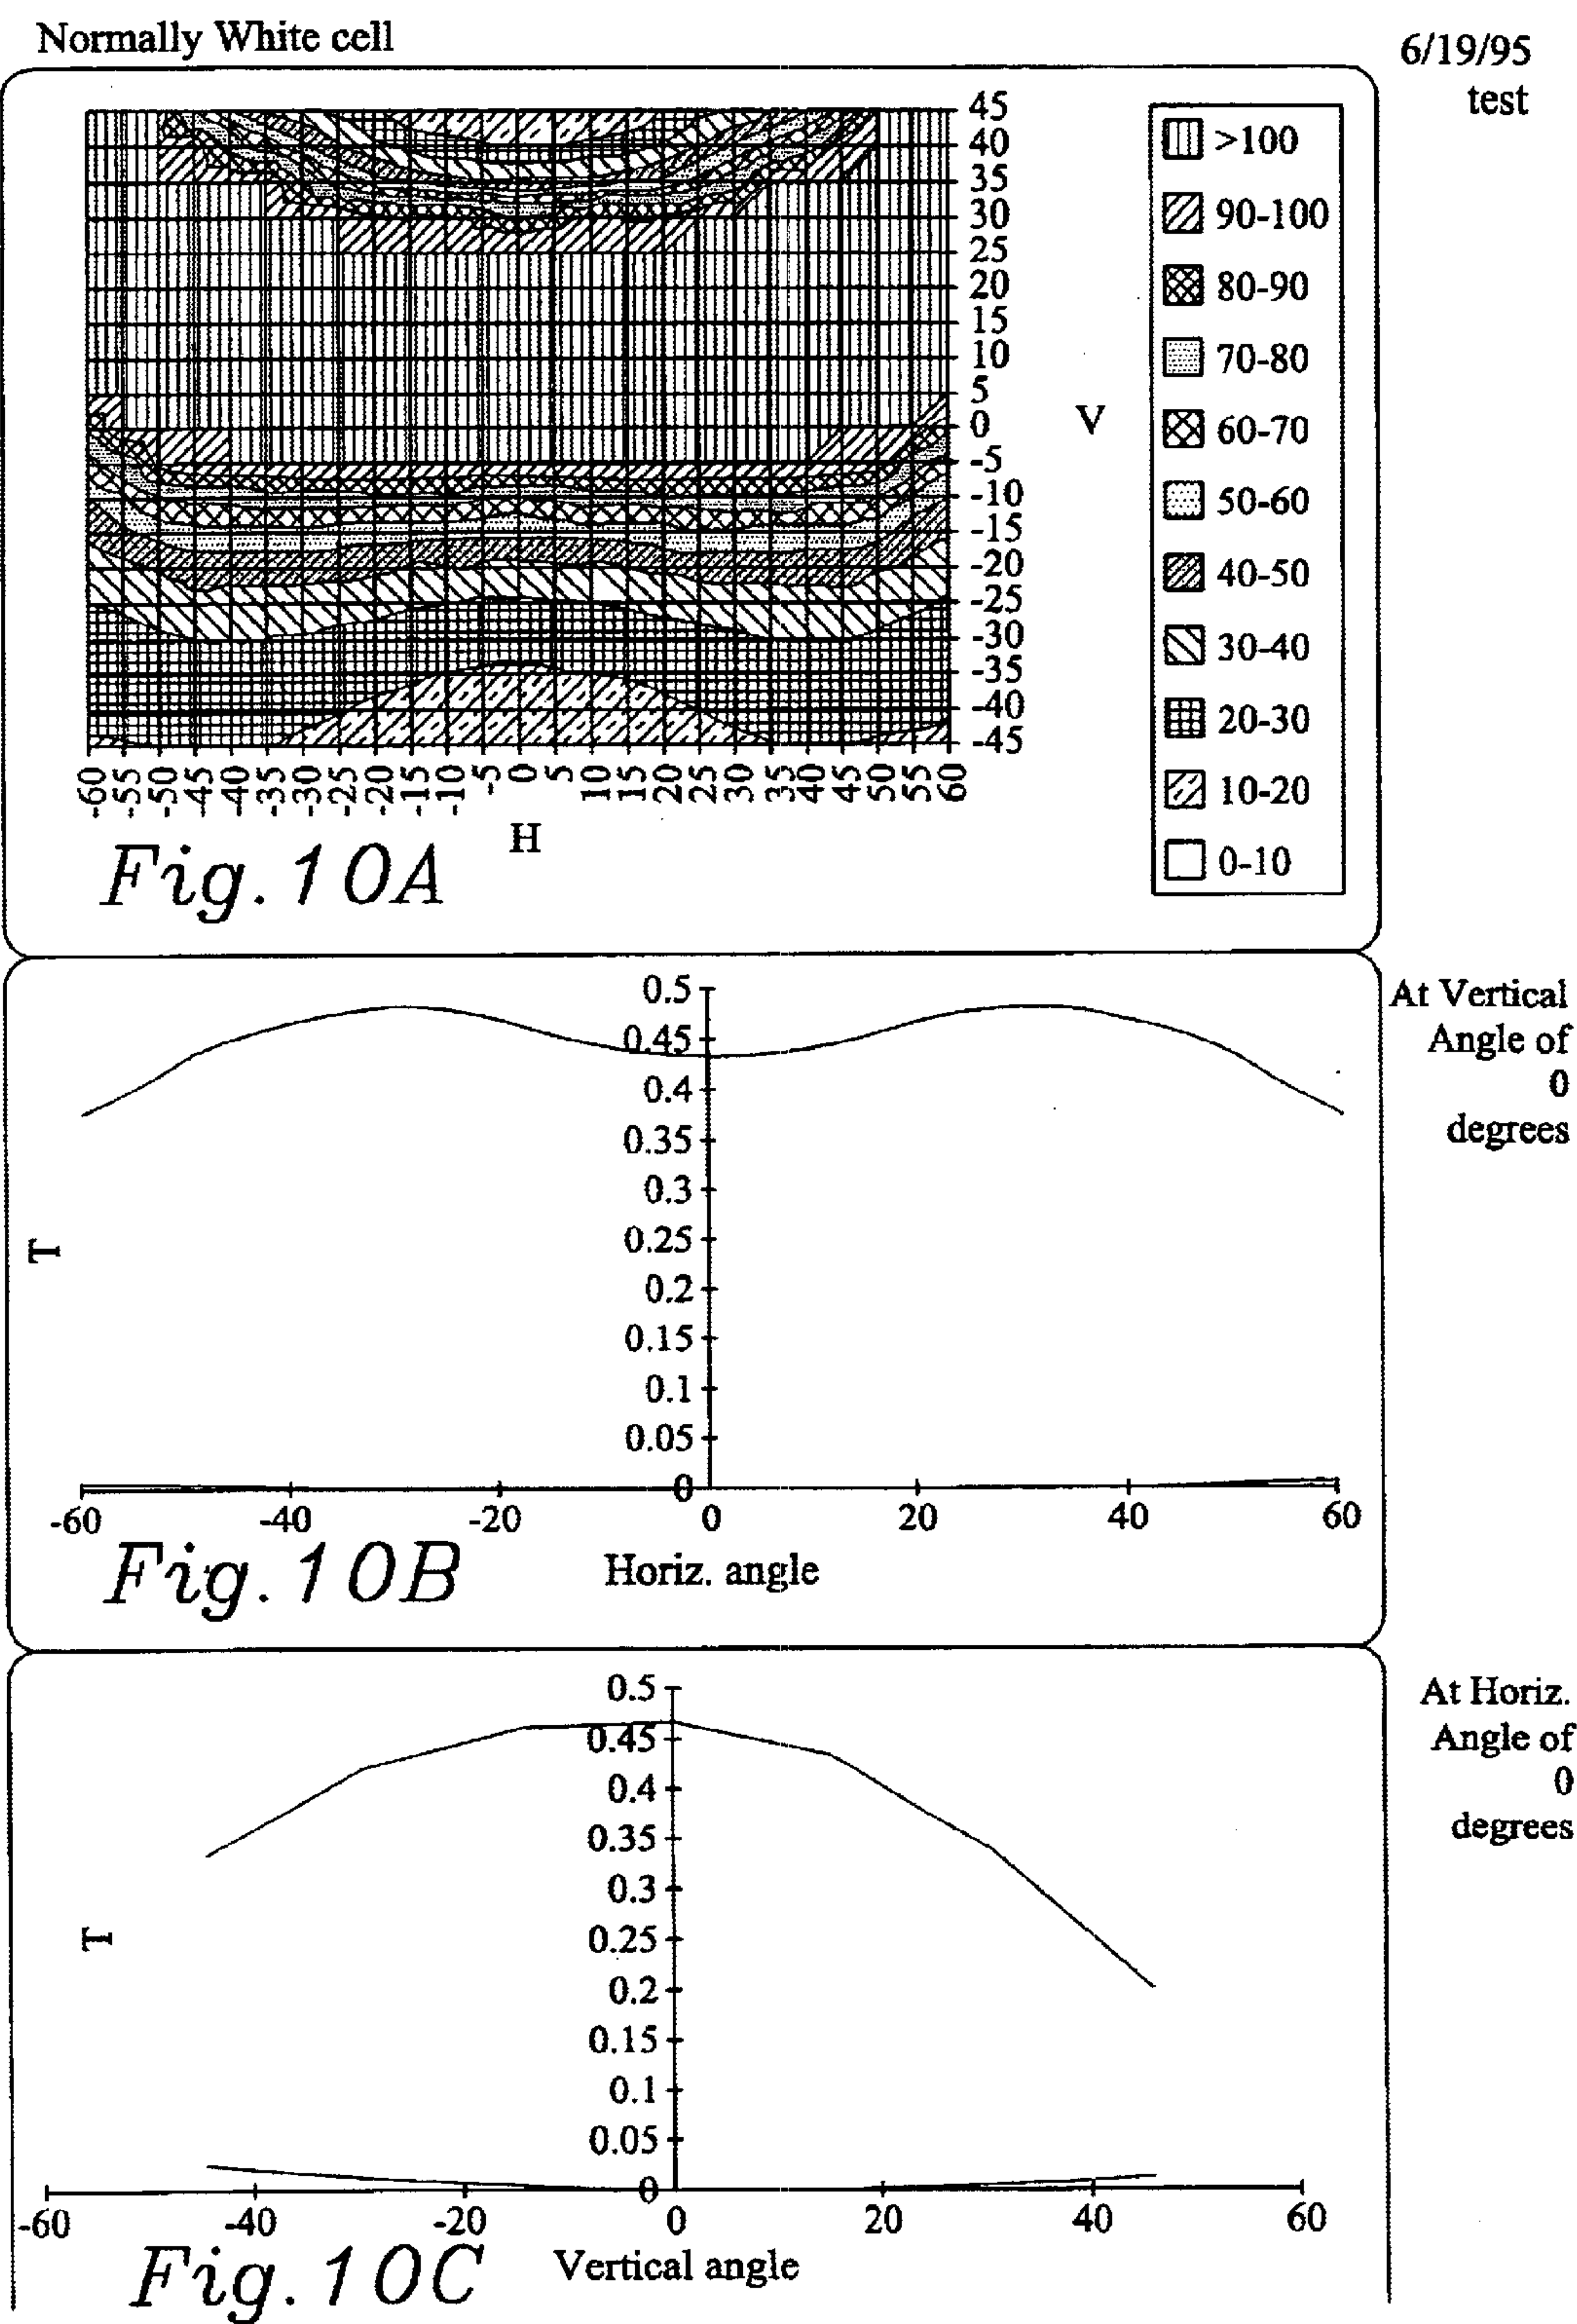 Normally White cell
6/19/95
test
45
40
35
30
25
20
15
10
5
0
-5
-10
-15
-20
-25
-30
-35
-40
-45
V
-60 -55 -50 -45 -40 -35 -30 -25 -20 -15 -10 -5 0 5 10 15 20 25 30 35 40 45 50 55 60
H
>100
90-100
80-90
70-80
60-70
50-60
40-50
30-40
20-30
10-20
0-10
Fig. 10A
At Vertical
Angle of
0
degrees
0.5
0.45
0.4
0.35
0.3
0.25
0.2
0.15
0.1
0.05
0
T
-60 -40 -20 0 20 40 60
Horiz. angle
Fig. 10B
At Horiz.
Angle of
0
degrees
0.5
0.45
0.4
0.35
0.3
0.25
0.2
0.15
0.1
0.05
0
T
-60 -40 -20 0 20 40 60
Vertical angle
Fig. 10C